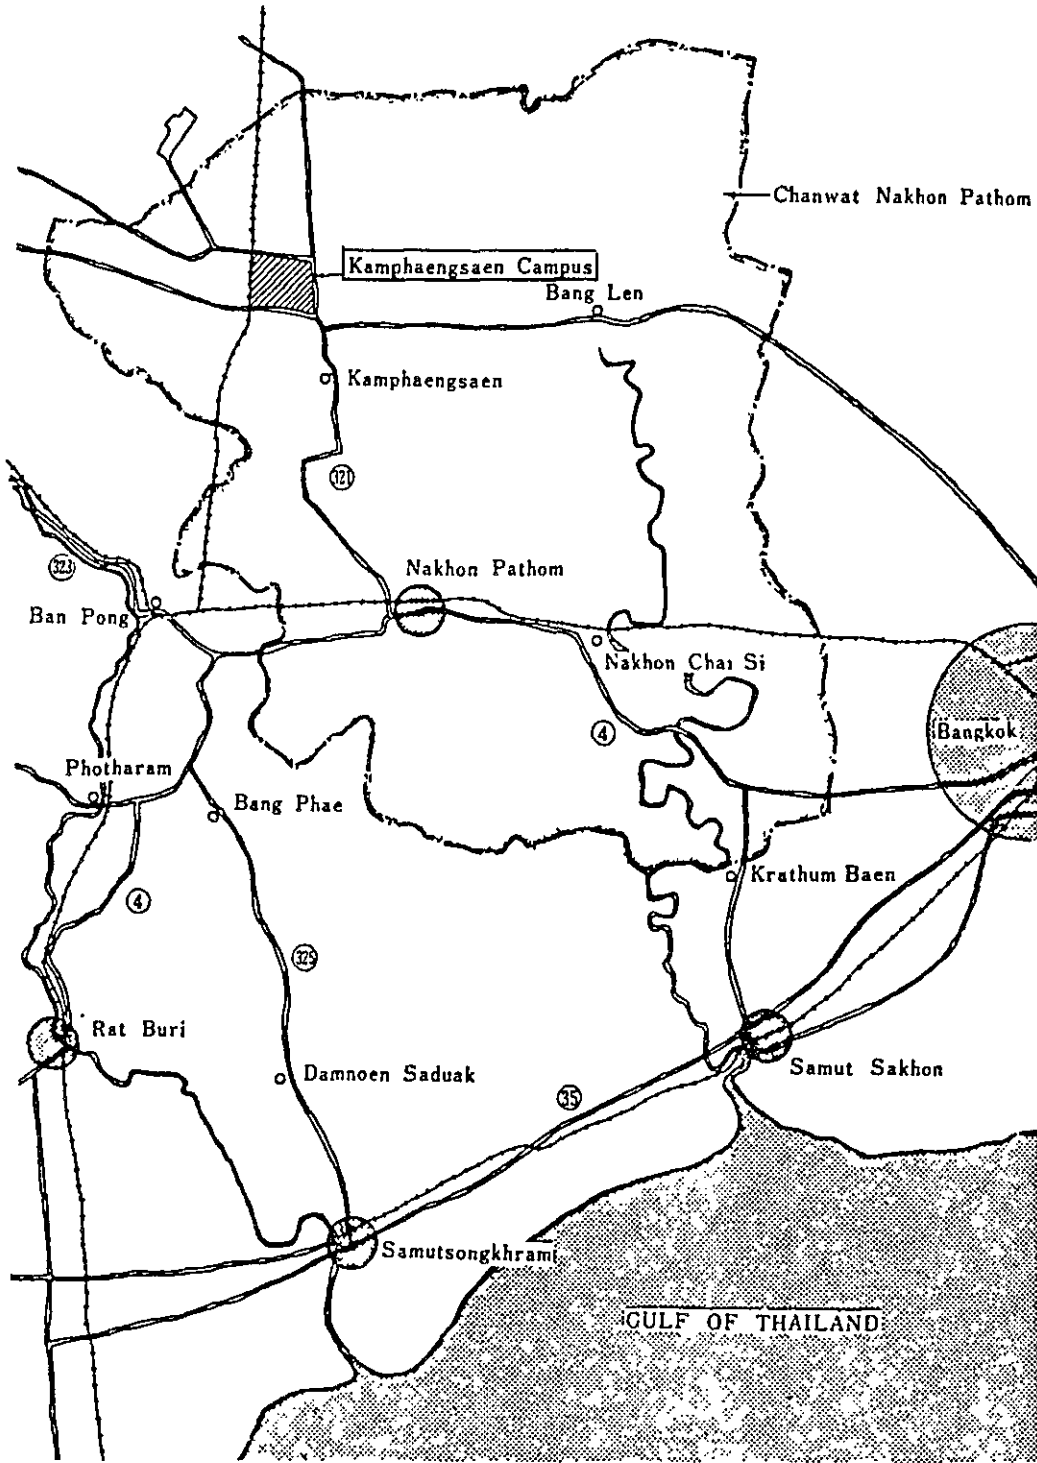 Chanwat Nakhon Pathom
Kamphaengsaen Campus
Bang Len
Kamphaengsaen
321
323
Nakhon Pathom
Ban Pong
Nakhon Chai Si
4
Bangkok
Photharam
Bang Phae
Krathum Baen
4
325
Rat Buri
Samut Sakhon
Damnoen Saduak
35
Samutsongkhram
GULF OF THAILAND